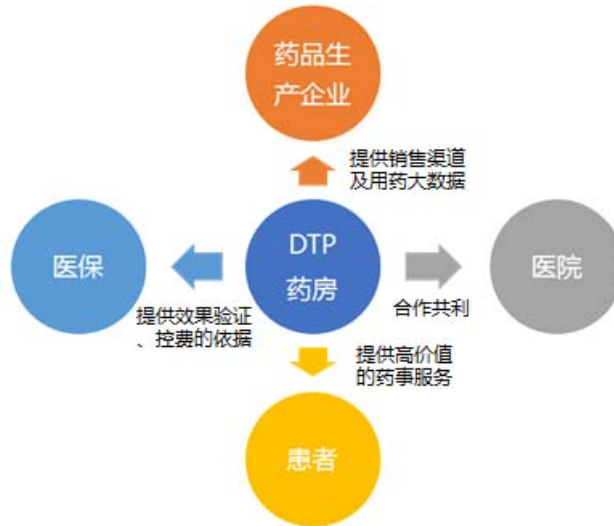 药品生
产企业
提供销售渠道
及用药大数据
医保
DTP
药房
医院
提供效果验证
、控费的依据
合作共利
提供高价值
的药事服务
患者